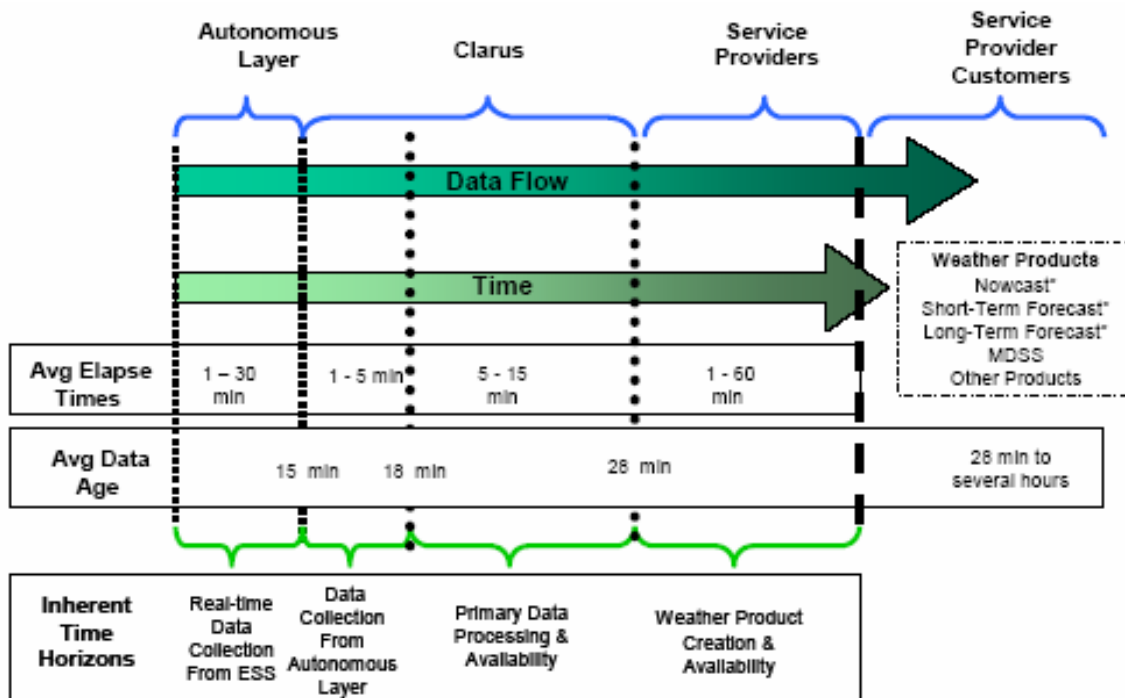 Autonomous
Layer
Clarus
Service
Providers
Service
Provider
Customers
Data Flow
Time
Weather Products
Nowcast*
Short-Term Forecast*
Long-Term Forecast*
MDSS
Other Products
Avg Elapse
Times
1 – 30
min
1 - 5 min
5 - 15
min
1 - 60
min
Avg Data
Age
15 min
18 min
28 min
28 min to
several hours
Inherent
Time
Horizons
Real-time
Data
Collection
From ESS
Data
Collection
From
Autonomous
Layer
Primary Data
Processing &
Availability
Weather Product
Creation &
Availability